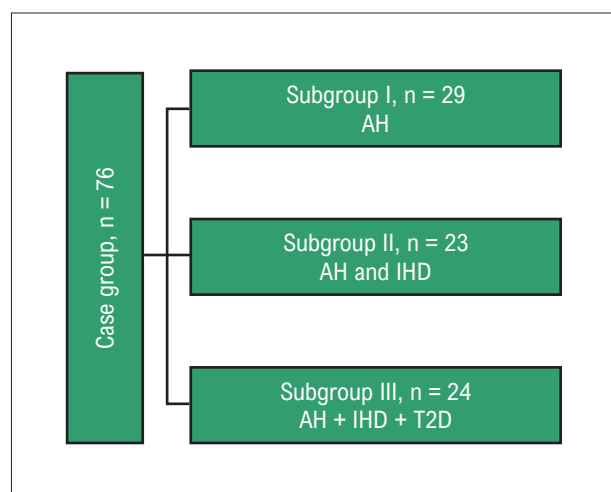 Case group, n = 76
Subgroup I, n = 29
AH
Subgroup II, n = 23
AH and IHD
Subgroup III, n = 24
AH + IHD + T2D